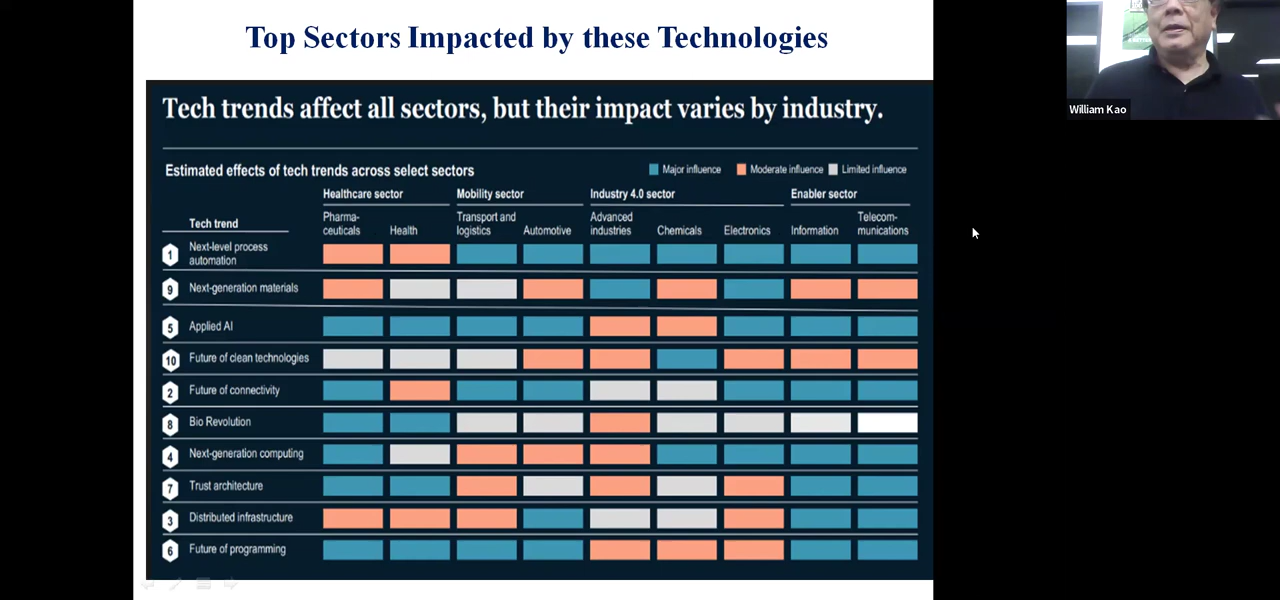 Top Sectors Impacted by these Technologies
William Kao
Tech trends affect all sectors, but their impact varies by industry.
Estimated effects of tech trends across select sectors
Major influence
Moderate influence
Limited influence
Healthcare sector
Mobility sector
Industry 4.0 sector
Enabler sector
Tech trend
Pharma-
ceuticals
Health
Transport and
logistics
Automotive
Advanced
industries
Chemicals
Electronics
Information
Telecom-
munications
1
Next-level process
automation
9
Next-generation materials
5
Applied AI
10
Future of clean technologies
2
Future of connectivity
8
Bio Revolution
4
Next-generation computing
7
Trust architecture
3
Distributed infrastructure
6
Future of programming